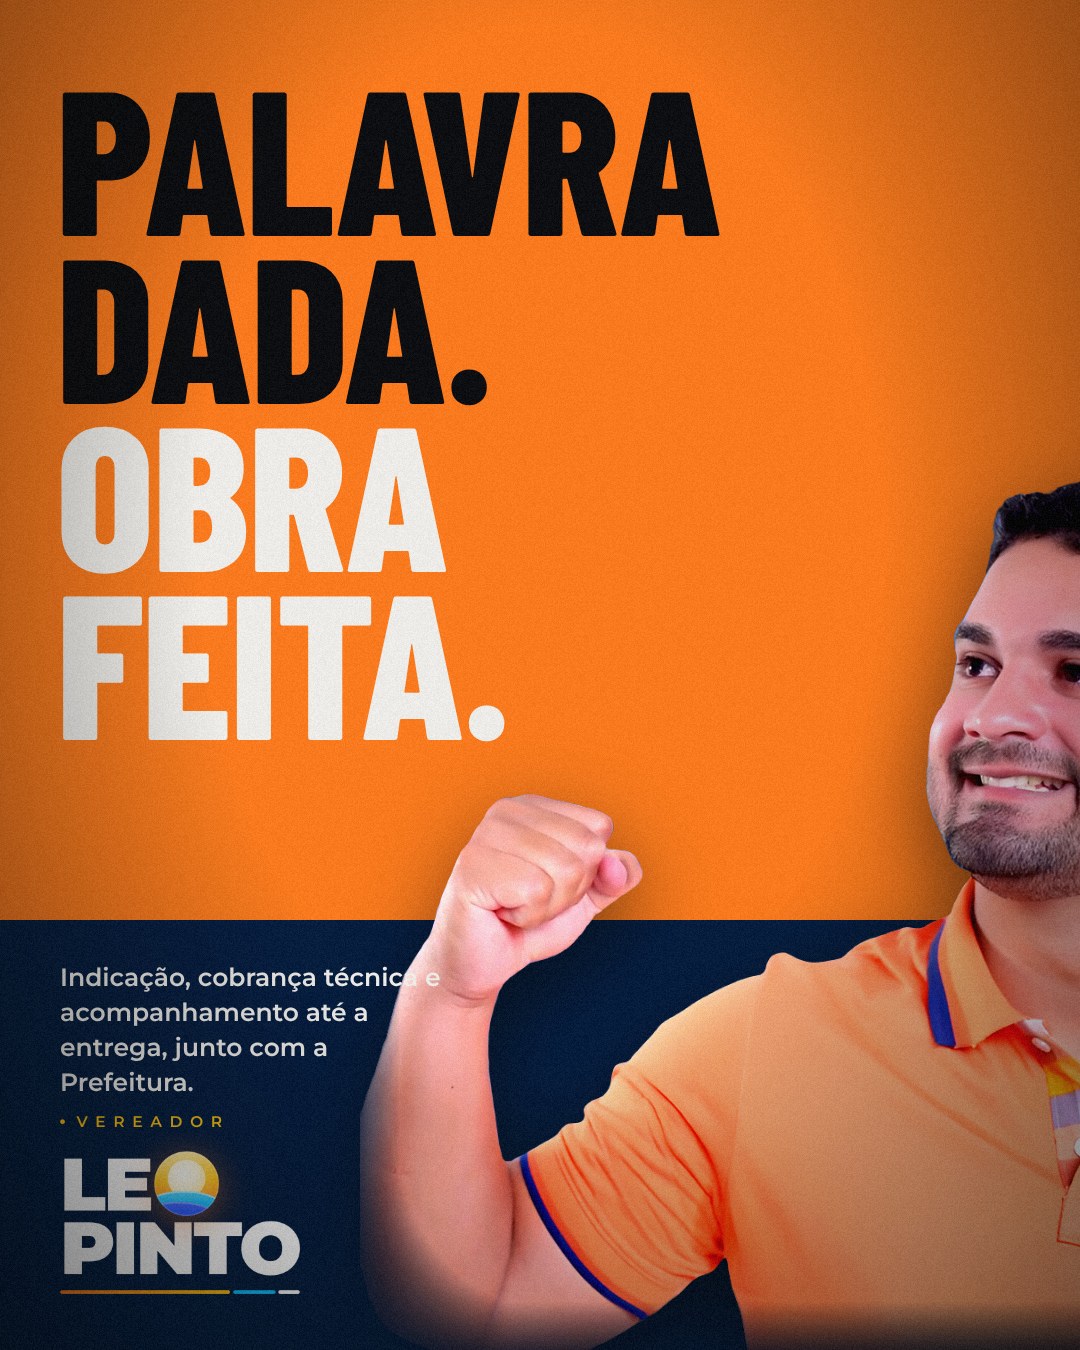 PALAVRA
DADA.
OBRA
FEITA.
Indicação, cobrança técnica e
acompanhamento até a
entrega, junto com a
Prefeitura.
• VEREADOR
LEO
PINTO